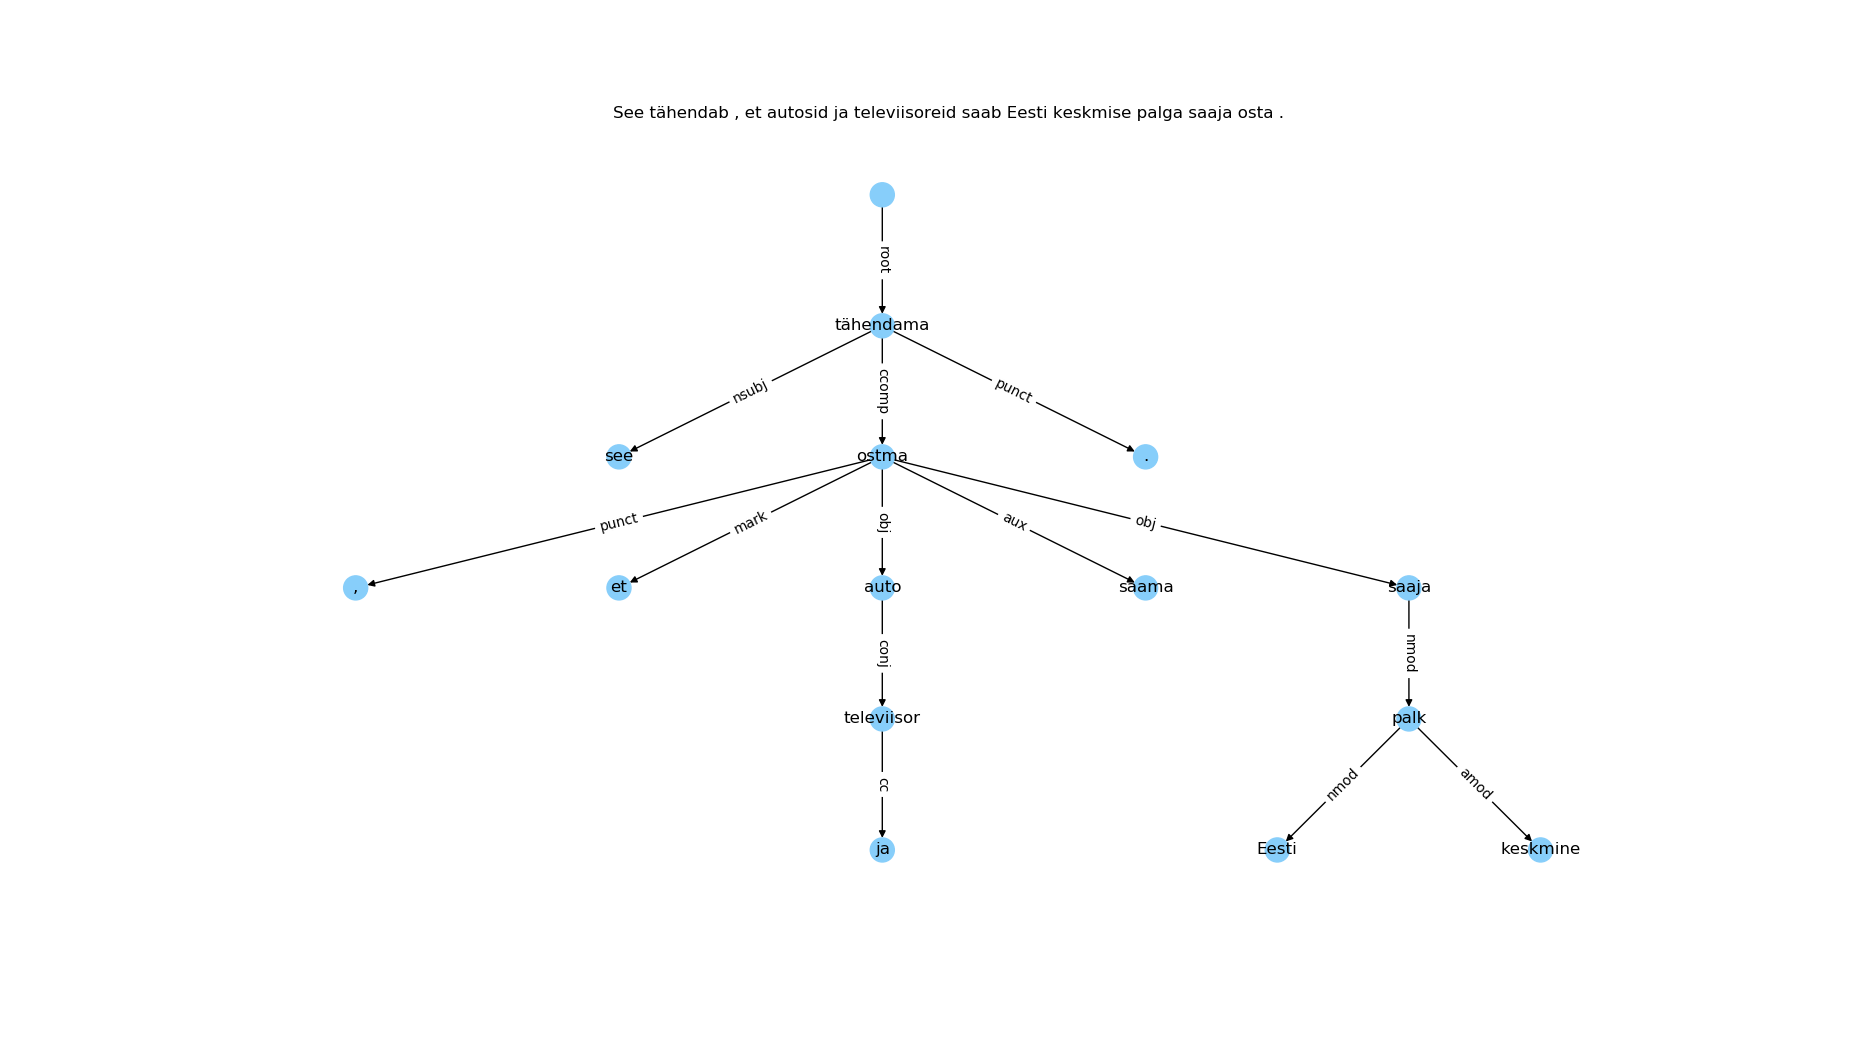 See tähendab , et autosid ja televiisoreid saab Eesti keskmise palga saaja osta .
root
tähendama
nsubj
ccomp
punct
see
ostma
.
punct
mark
obj
aux
obj
,
et
auto
saama
saaja
conj
nmod
televiisor
palk
cc
nmod
amod
ja
Eesti
keskmine